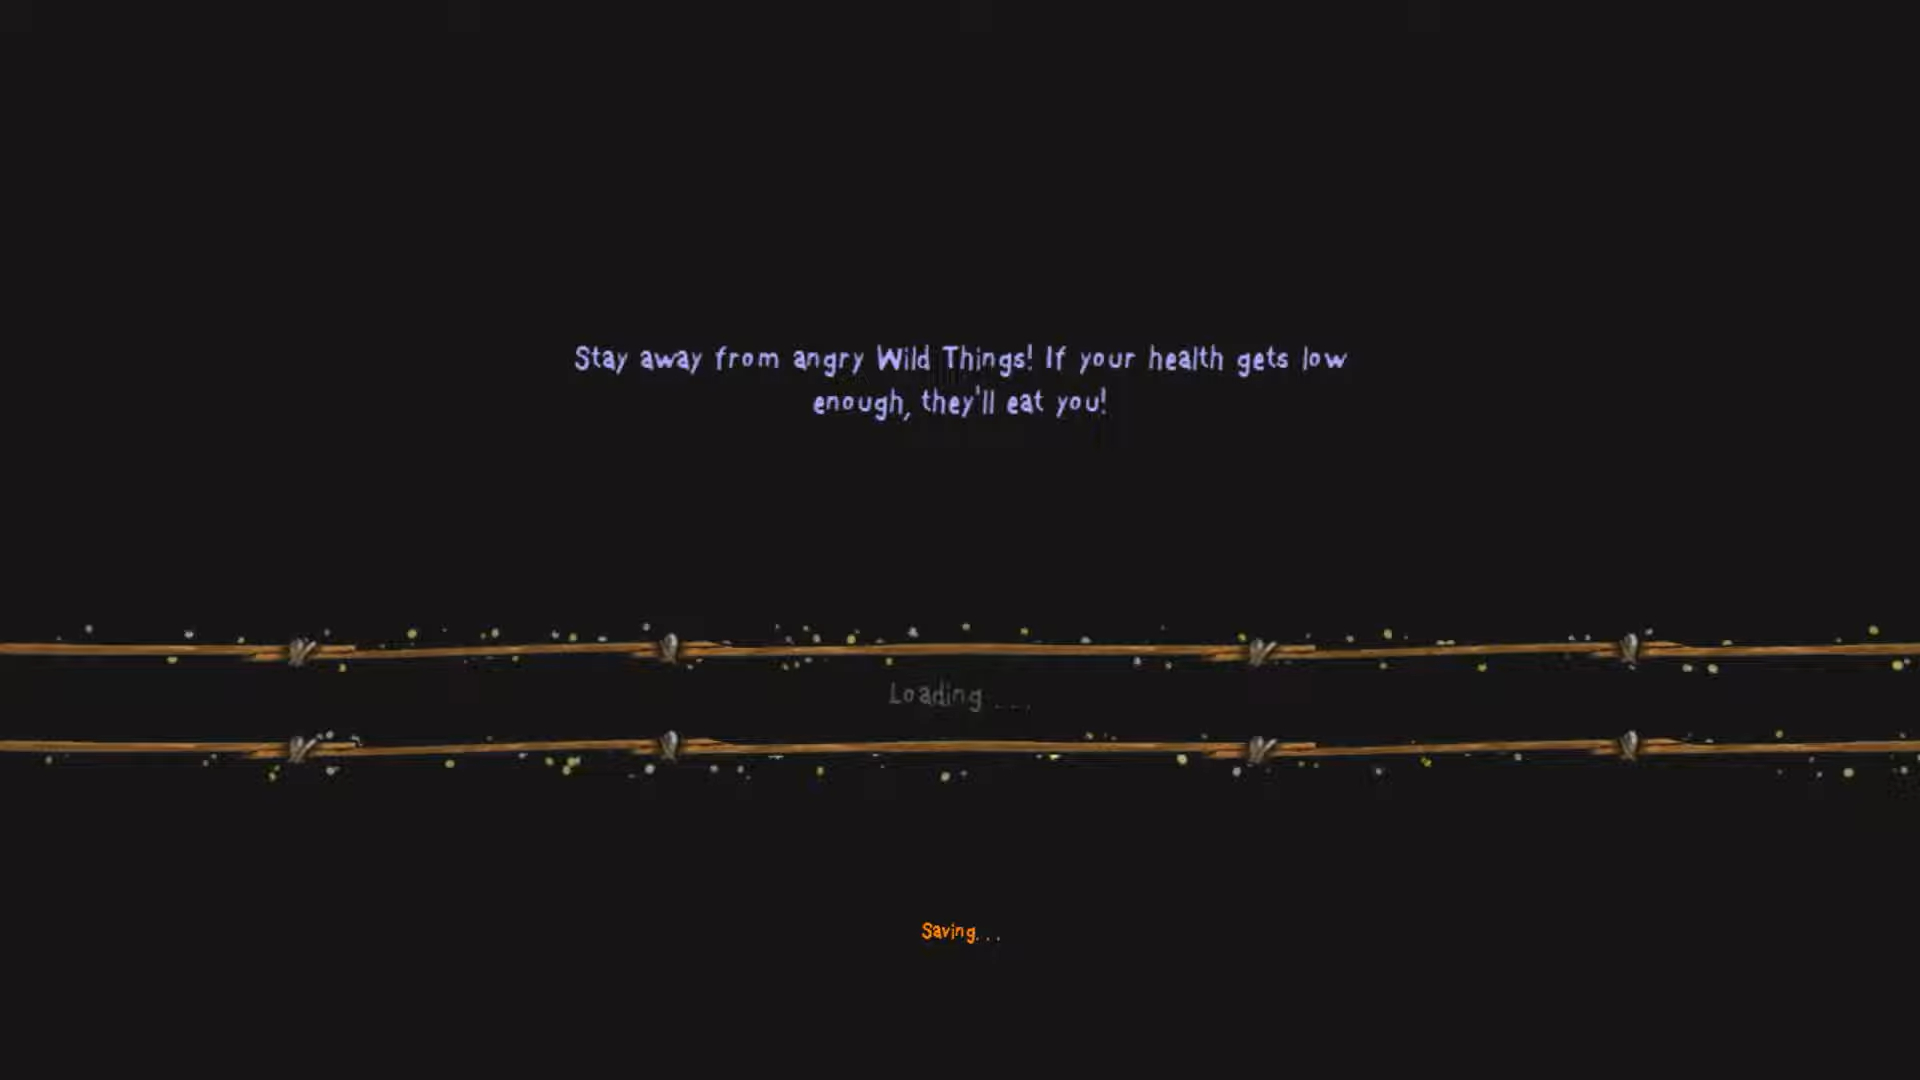 Stay away from angry Wild Things! If your health gets low
enough, they'll eat you!
Loading ...
Saving...